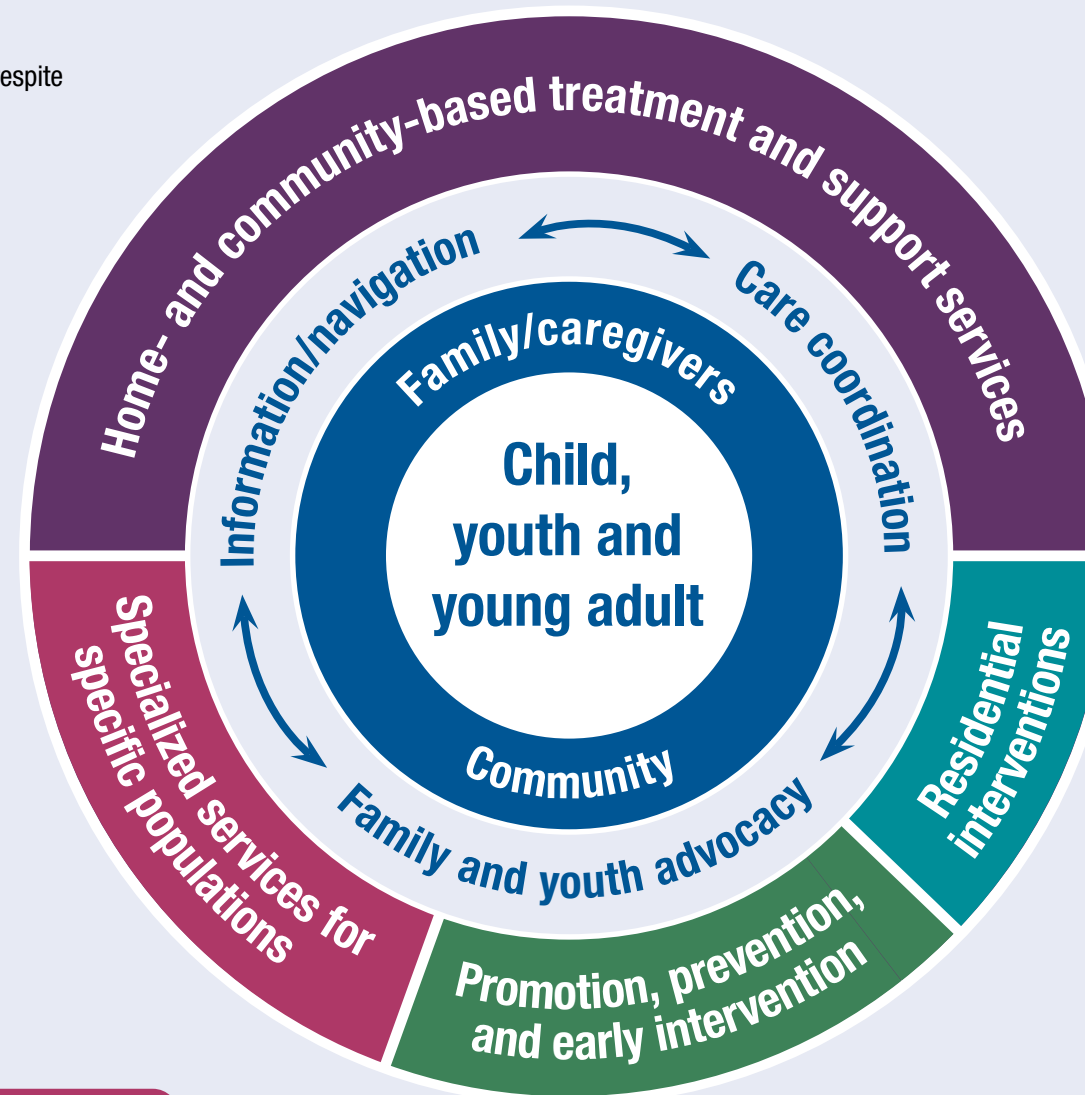 espite
Home- and community-based treatment and support services
Information/navigation
Care coordination
Family/caregivers
Child,
youth and
young adult
Community
Family and youth advocacy
Specialized services for
specific populations
Promotion, prevention,
and early intervention
Residential
interventions